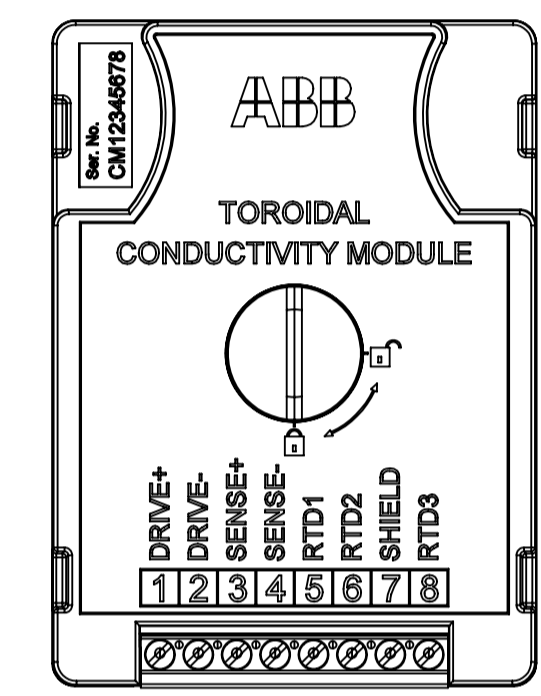 Ser. No.
CM12345678
ABB
TOROIDAL
CONDUCTIVITY MODULE
DRIVE+
DRIVE-
SENSE+
SENSE-
RTD1
RTD2
SHIELD
RTD3
1 2 3 4 5 6 7 8